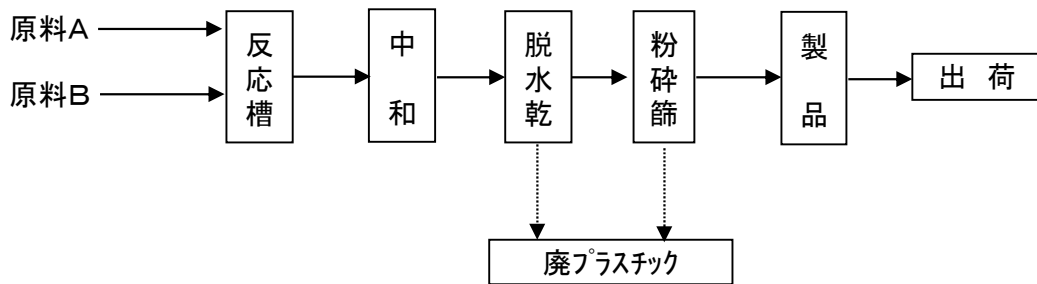 原料A
原料B
反応槽
中和
脱水乾
粉砕篩
製品
出 荷
廃プラスチック